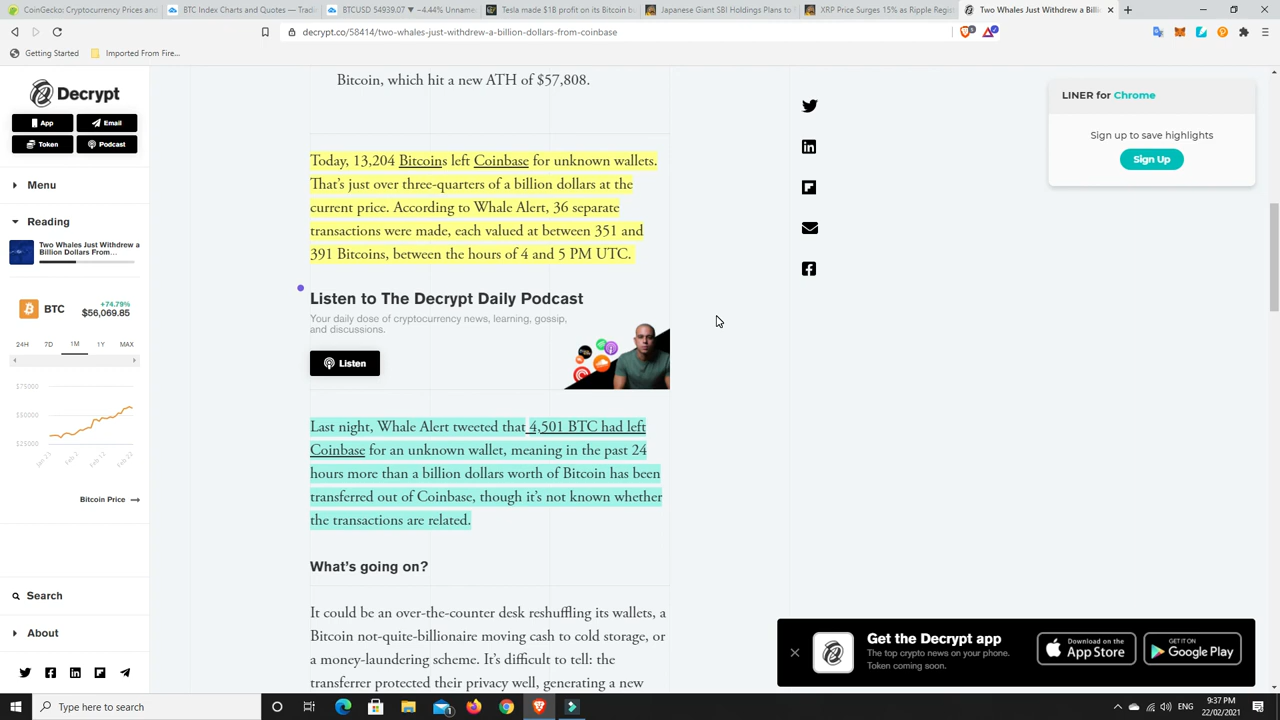 CoinGecko: Cryptocurrency Prices and
BT Index Charts and Quotes — Tradi
BTCUSD 54939.07 ▼ −4.44% Unname
Tesla made $1B profit on its Bitcoin b
Japanese Giant SBI Holdings Plans to
XRP Price Surges 15% as Ripple Regist
Two Whales Just Withdrew a Billi
decrypt.co/58414/two-whales-just-withdrew-a-billion-dollars-from-coinbase
Getting Started
Imported From Fire...
Decrypt
App
Email
Token
Podcast
Menu
Reading
Two Whales Just Withdrew a
Billion Dollars From...
BTC
+74.79%
$56,069.85
24H 7D 1M 1Y MAX
$75000
$50000
$25000
Jan 23 Feb 2 Feb 12 Feb 22
Bitcoin Price
Search
About
Bitcoin, which hit a new ATH of $57,808.
Today, 13,204 Bitcoins left Coinbase for unknown wallets.
That’s just over three-quarters of a billion dollars at the
current price. According to Whale Alert, 36 separate
transactions were made, each valued at between 351 and
391 Bitcoins, between the hours of 4 and 5 PM UTC.
Listen to The Decrypt Daily Podcast
Your daily dose of cryptocurrency news, learning, gossip,
and discussions.
Listen
Last night, Whale Alert tweeted that 4,501 BTC had left
Coinbase for an unknown wallet, meaning in the past 24
hours more than a billion dollars worth of Bitcoin has been
transferred out of Coinbase, though it’s not known whether
the transactions are related.
What’s going on?
It could be an over-the-counter desk reshuffling its wallets, a
Bitcoin not-quite-billionaire moving cash to cold storage, or
a money-laundering scheme. It’s difficult to tell: the
transferrer protected their privacy well, generating a new
LINER for Chrome
Sign up to save highlights
Sign Up
Get the Decrypt app
The top crypto news on your phone.
Token coming soon.
Download on the
App Store
GET IT ON
Google Play
Type here to search
ENG
9:37 PM
22/02/2021